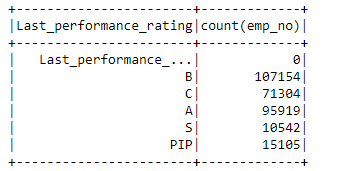 +-----------------------+-------------+
|Last_performance_rating|count(emp_no)|
+-----------------------+-------------+
|   Last_performance_...|            0|
|                      B|       107154|
|                      C|        71304|
|                      A|        95919|
|                      S|        10542|
|                    PIP|        15105|
+-----------------------+-------------+